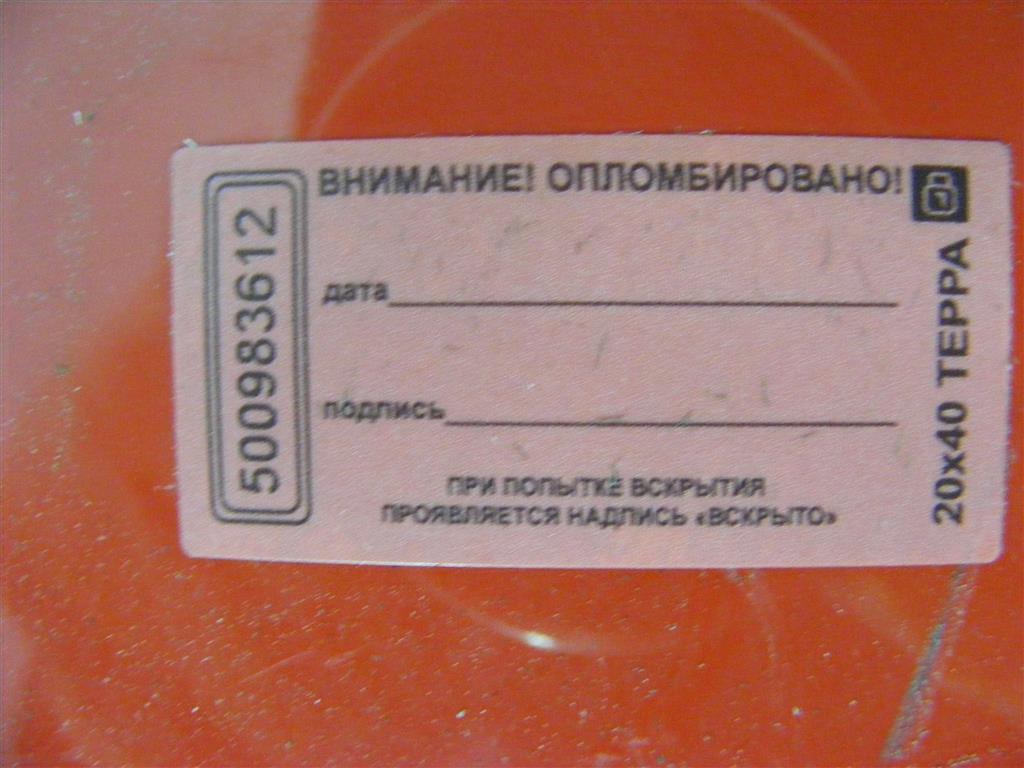 500983612
ВНИМАНИЕ! ОПЛОМБИРОВАНО!
дата
подпись
ПРИ ПОПЫТКЕ ВСКРЫТИЯ
ПРОЯВЛЯЕТСЯ НАДПИСЬ «ВСКРЫТО»
20х40 ТЕРРА